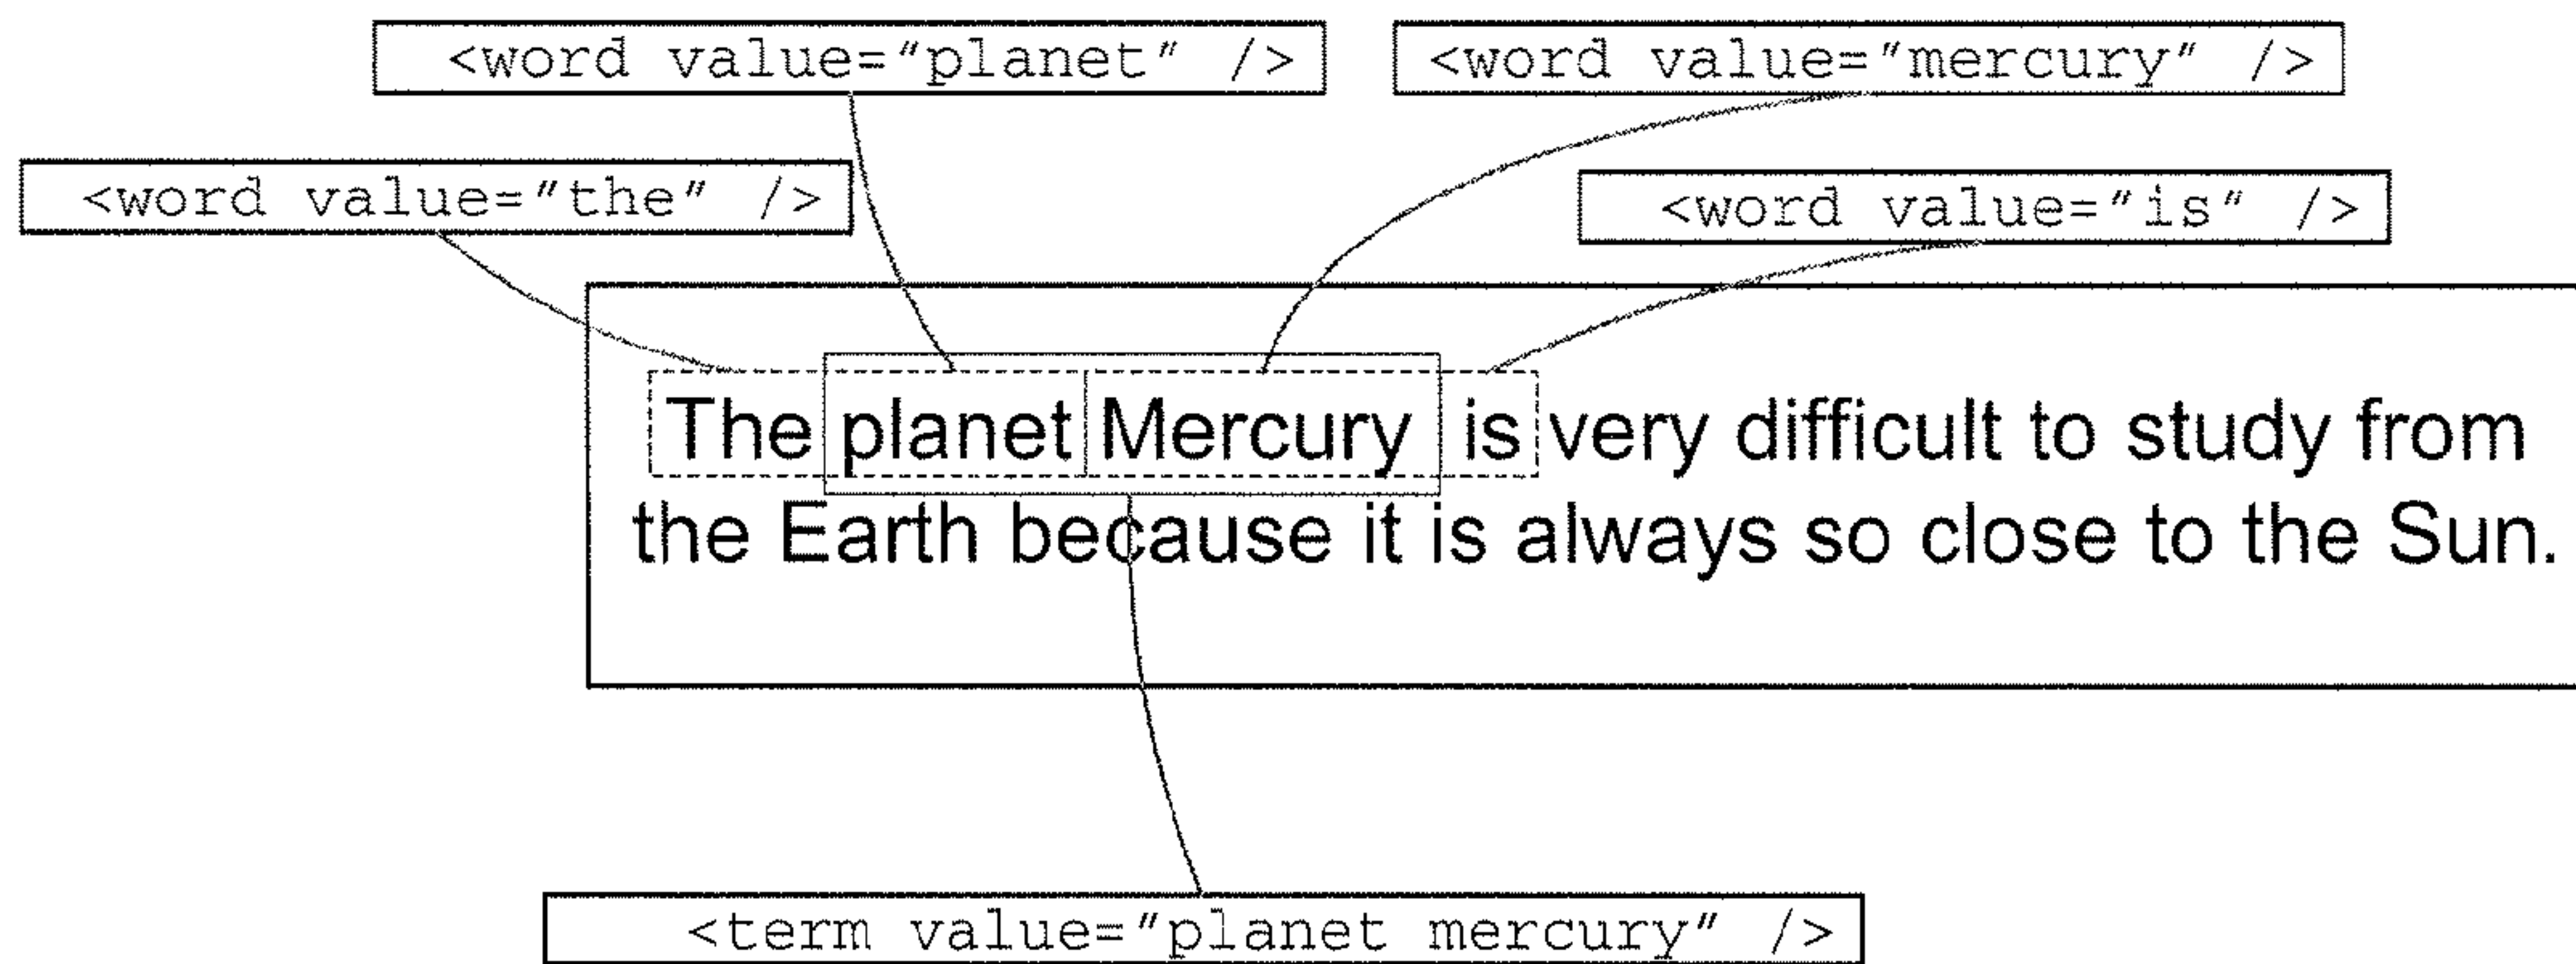 <word value="planet" />
<word value="mercury" />
<word value="the" />
<word value="is" />
The planet Mercury is very difficult to study from
the Earth because it is always so close to the Sun.
<term value="planet mercury" />